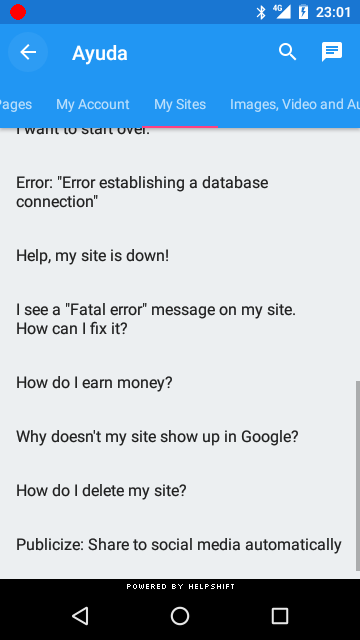 4G 23:01
Ayuda
Pages My Account My Sites Images, Video and Au
I want to start over.
Error: "Error establishing a database
connection"
Help, my site is down!
I see a "Fatal error" message on my site.
How can I fix it?
How do I earn money?
Why doesn't my site show up in Google?
How do I delete my site?
Publicize: Share to social media automatically
POWERED BY HELPSHIFT